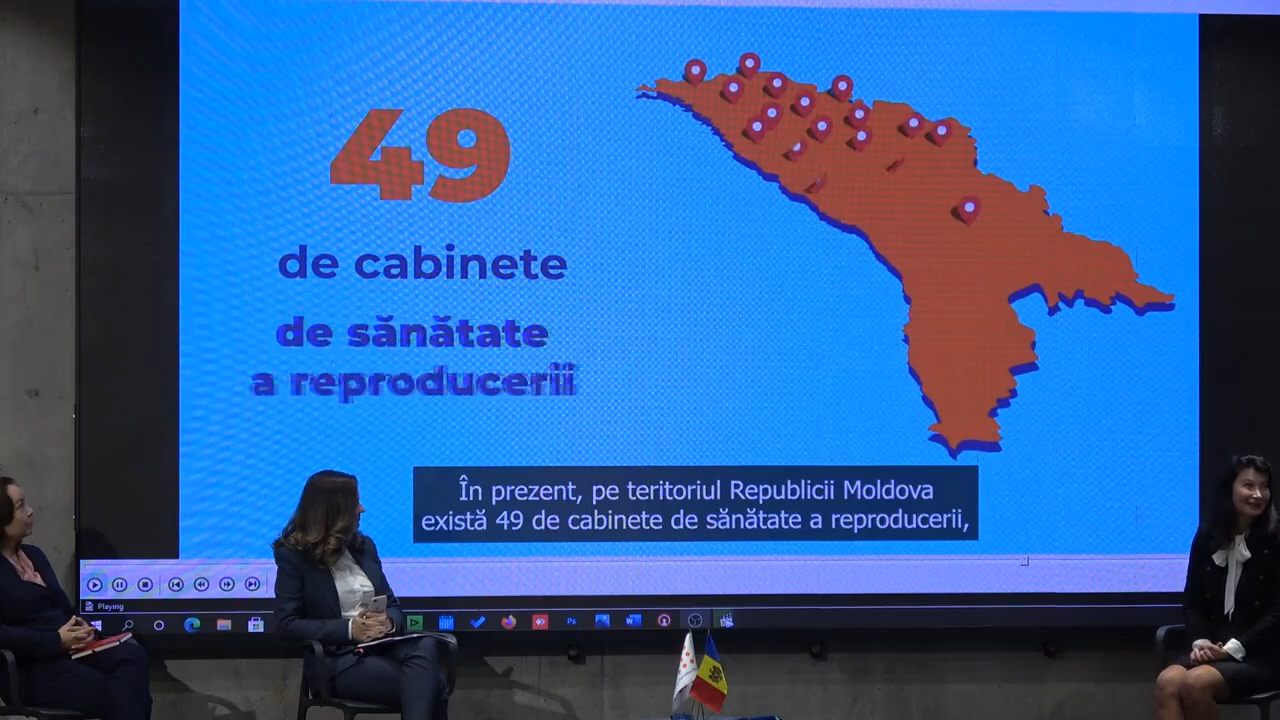 49
de cabinete
de sănătate
a reproducerii
În prezent, pe teritoriul Republicii Moldova
există 49 de cabinete de sănătate a reproducerii,
Playing
Ps
W